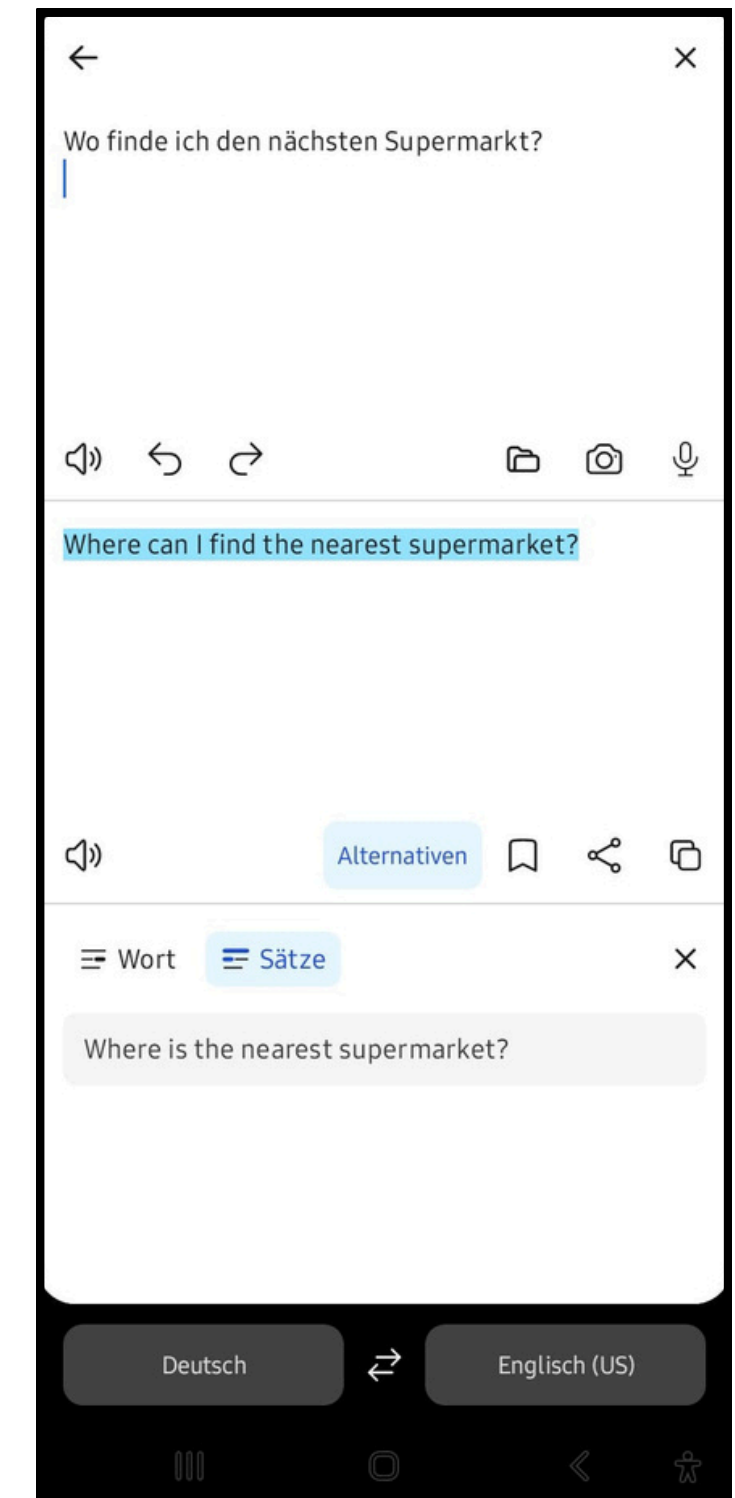 Wo finde ich den nächsten Supermarkt?
Where can I find the nearest supermarket?
Alternativen
Wort Sätze
Where is the nearest supermarket?
Deutsch Englisch (US)